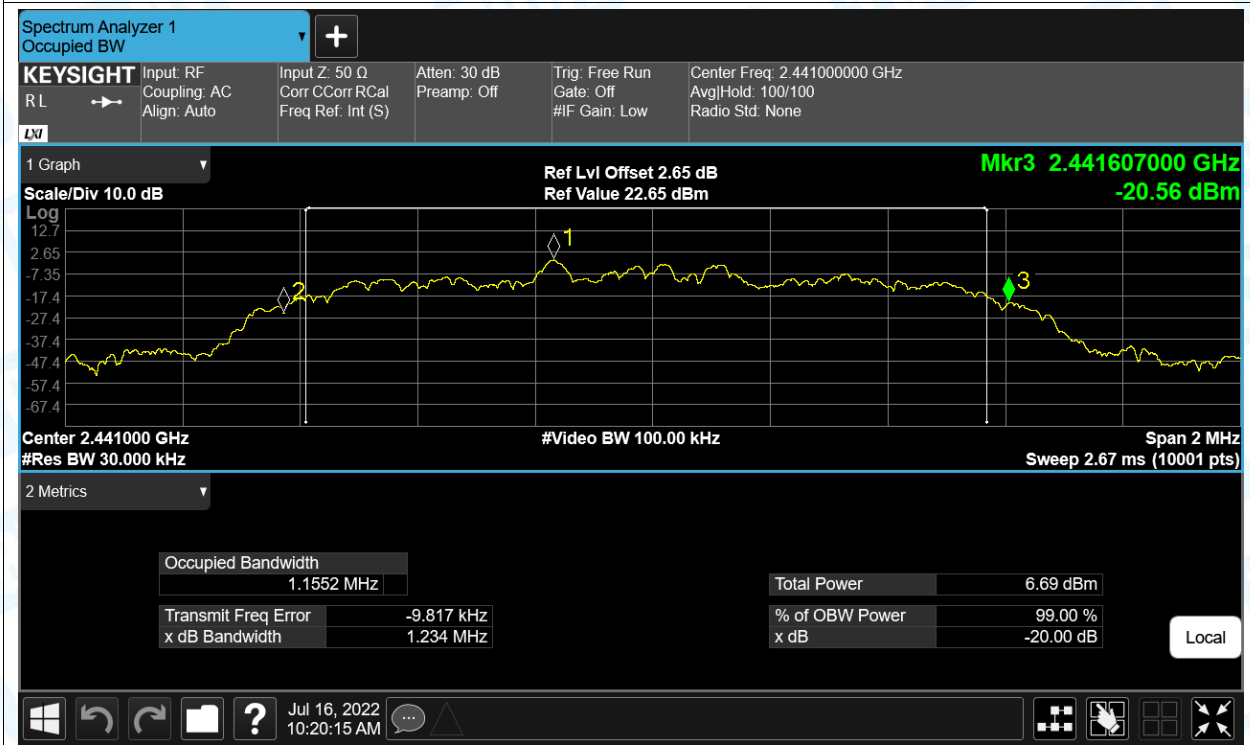 Spectrum Analyzer 1
Occupied BW
KEYSIGHT
R L
LXI
Input: RF
Coupling: AC
Align: Auto
Input Z: 50 Ω
Corr CCorr RCal
Freq Ref: Int (S)
Atten: 30 dB
Preamp: Off
Trig: Free Run
Gate: Off
#IF Gain: Low
Center Freq: 2.441000000 GHz
Avg|Hold: 100/100
Radio Std: None
1 Graph
Scale/Div 10.0 dB
Ref Lvl Offset 2.65 dB
Ref Value 22.65 dBm
Mkr3 2.441607000 GHz
-20.56 dBm
Log
12.7
2.65
-7.35
-17.4
-27.4
-37.4
-47.4
-57.4
-67.4
1
2
3
Center 2.441000 GHz
#Res BW 30.000 kHz
#Video BW 100.00 kHz
Span 2 MHz
Sweep 2.67 ms (10001 pts)
2 Metrics
Occupied Bandwidth
1.1552 MHz
Transmit Freq Error -9.817 kHz
x dB Bandwidth 1.234 MHz
Total Power 6.69 dBm
% of OBW Power 99.00 %
x dB -20.00 dB
Local
?
Jul 16, 2022
10:20:15 AM